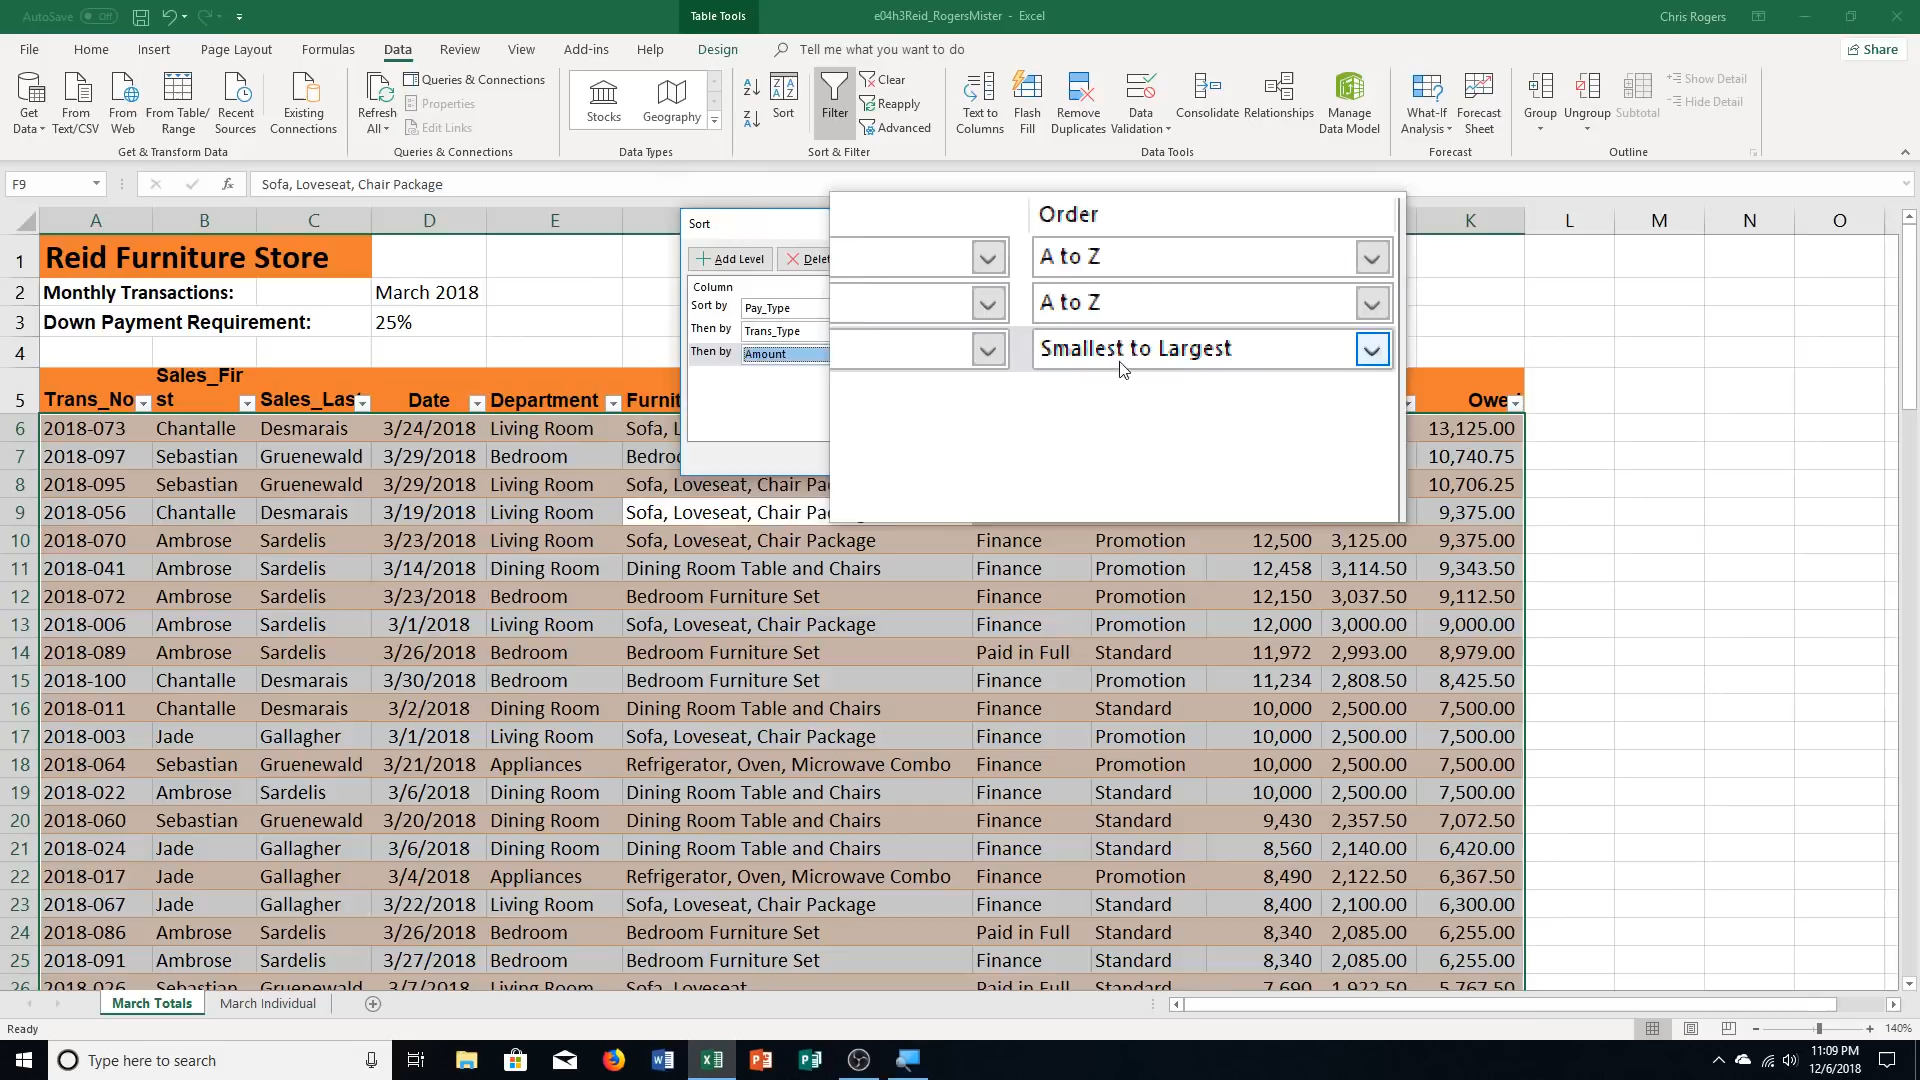 AutoSave Off
Table Tools
e04h3Reid_RogersMister - Excel
Chris Rogers
File Home Insert Page Layout Formulas Data Review View Add-ins Help Design Tell me what you want to do Share
Get Data From Text/CSV From Web From Table/Range Recent Sources Existing Connections
Get & Transform Data
Refresh All Queries & Connections Properties Edit Links
Queries & Connections
Stocks Geography
Data Types
Sort Filter Clear Reapply Advanced
Sort & Filter
Text to Columns Flash Fill Remove Duplicates Data Validation Consolidate Relationships Manage Data Model
Data Tools
What-If Analysis Forecast Sheet
Forecast
Group Ungroup Subtotal Show Detail Hide Detail
Outline
F9 fx Sofa, Loveseat, Chair Package
A B C D E K L M N O
Sort
Add Level Delet
Column
Sort by Pay_Type
Then by Trans_Type
Then by Amount
Order
A to Z
A to Z
Smallest to Largest
1 Reid Furniture Store
2 Monthly Transactions: March 2018
3 Down Payment Requirement: 25%
4
5 Trans_No Sales_First Sales_Las Date Department Furnit Owe
6 2018-073 Chantalle Desmarais 3/24/2018 Living Room Sofa, L 13,125.00
7 2018-097 Sebastian Gruenewald 3/29/2018 Bedroom Bedro 10,740.75
8 2018-095 Sebastian Gruenewald 3/29/2018 Living Room Sofa, Loveseat, Chair Pa 10,706.25
9 2018-056 Chantalle Desmarais 3/19/2018 Living Room Sofa, Loveseat, Chair Pa 9,375.00
10 2018-070 Ambrose Sardelis 3/23/2018 Living Room Sofa, Loveseat, Chair Package Finance Promotion 12,500 3,125.00 9,375.00
11 2018-041 Ambrose Sardelis 3/14/2018 Dining Room Dining Room Table and Chairs Finance Promotion 12,458 3,114.50 9,343.50
12 2018-072 Ambrose Sardelis 3/23/2018 Bedroom Bedroom Furniture Set Finance Promotion 12,150 3,037.50 9,112.50
13 2018-006 Ambrose Sardelis 3/1/2018 Living Room Sofa, Loveseat, Chair Package Finance Promotion 12,000 3,000.00 9,000.00
14 2018-089 Ambrose Sardelis 3/26/2018 Bedroom Bedroom Furniture Set Paid in Full Standard 11,972 2,993.00 8,979.00
15 2018-100 Chantalle Desmarais 3/30/2018 Bedroom Bedroom Furniture Set Finance Promotion 11,234 2,808.50 8,425.50
16 2018-011 Chantalle Desmarais 3/2/2018 Dining Room Dining Room Table and Chairs Finance Standard 10,000 2,500.00 7,500.00
17 2018-003 Jade Gallagher 3/1/2018 Living Room Sofa, Loveseat, Chair Package Finance Promotion 10,000 2,500.00 7,500.00
18 2018-064 Sebastian Gruenewald 3/21/2018 Appliances Refrigerator, Oven, Microwave Combo Finance Promotion 10,000 2,500.00 7,500.00
19 2018-022 Ambrose Sardelis 3/6/2018 Dining Room Dining Room Table and Chairs Finance Standard 10,000 2,500.00 7,500.00
20 2018-060 Sebastian Gruenewald 3/20/2018 Dining Room Dining Room Table and Chairs Finance Standard 9,430 2,357.50 7,072.50
21 2018-024 Jade Gallagher 3/6/2018 Dining Room Dining Room Table and Chairs Finance Standard 8,560 2,140.00 6,420.00
22 2018-017 Jade Gallagher 3/4/2018 Appliances Refrigerator, Oven, Microwave Combo Finance Promotion 8,490 2,122.50 6,367.50
23 2018-067 Jade Gallagher 3/22/2018 Living Room Sofa, Loveseat, Chair Package Finance Standard 8,400 2,100.00 6,300.00
24 2018-086 Ambrose Sardelis 3/26/2018 Bedroom Bedroom Furniture Set Paid in Full Standard 8,340 2,085.00 6,255.00
25 2018-091 Ambrose Sardelis 3/27/2018 Bedroom Bedroom Furniture Set Finance Standard 8,340 2,085.00 6,255.00
26 2018-026 Sebastian Gruenewald 3/7/2018 Living Room Sofa, Loveseat Paid in Full Standard 7,690 1,922.50 5,767.50
March Totals March Individual
Ready 140%
Type here to search
11:09 PM
12/6/2018